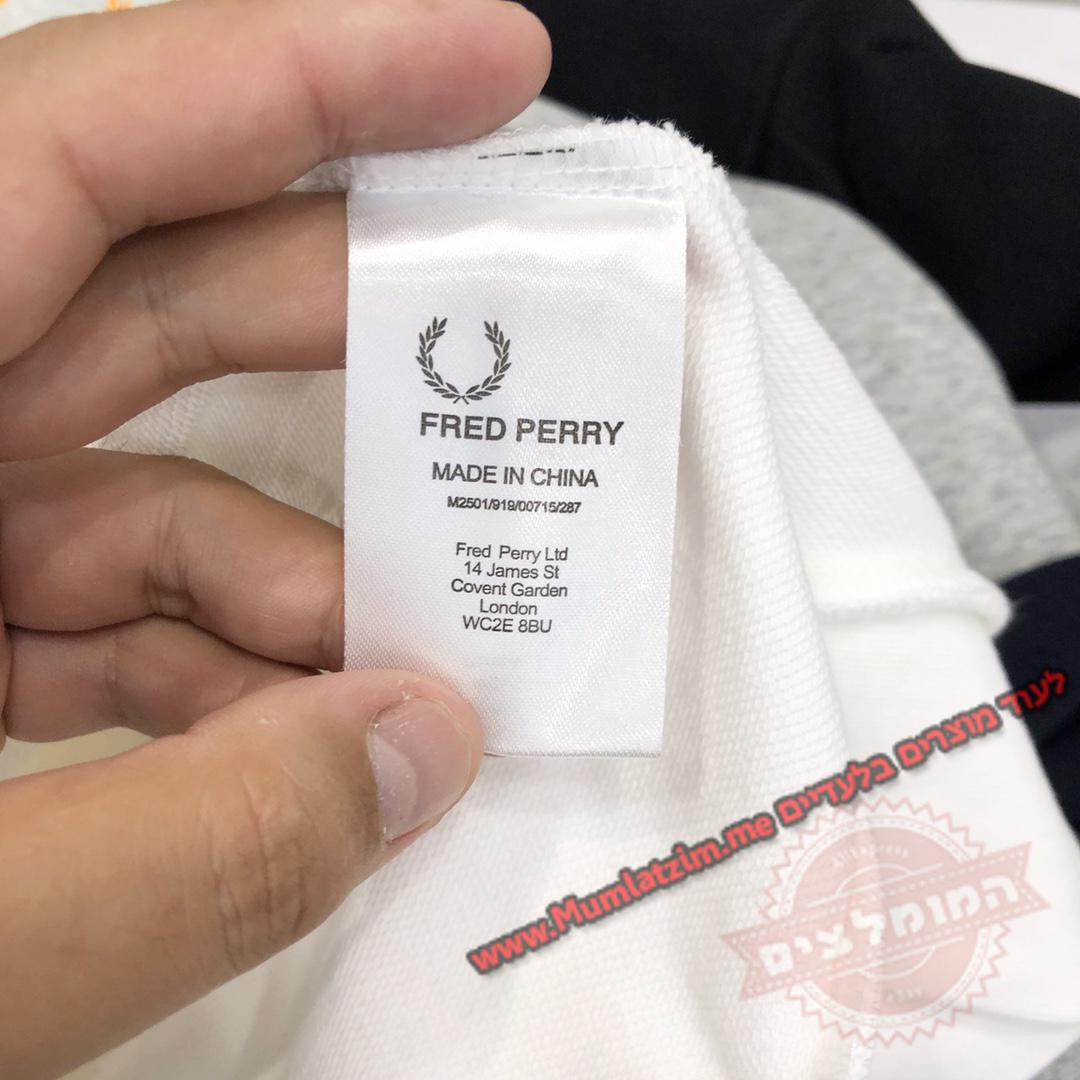 FRED PERRY
MADE IN CHINA
M2501/919/00715/287
Fred Perry Ltd
14 James St
Covent Garden
London
WC2E 8BU
לעוד מוצרים בלעדיים www.Mumlatzim.me
AliExpress
המומלצים